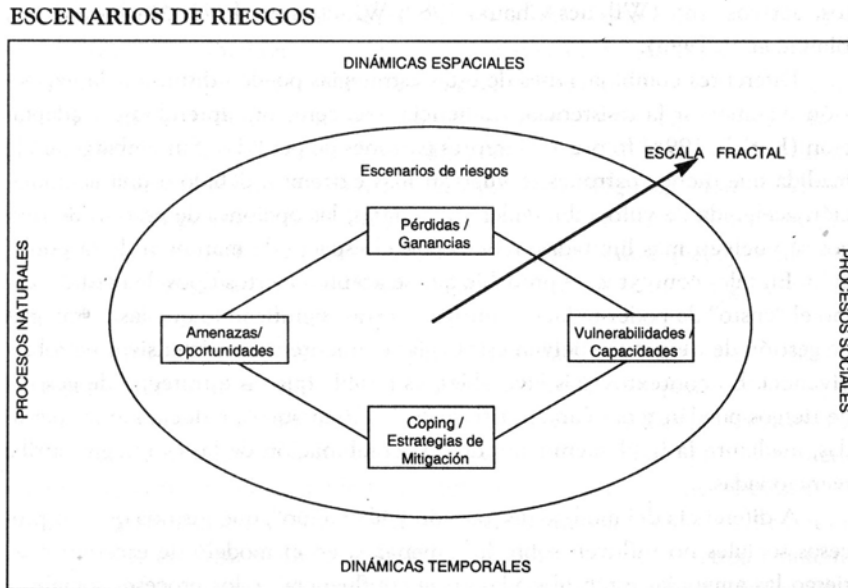 ESCENARIOS DE RIESGOS
DINÁMICAS ESPACIALES
ESCALA FRACTAL
Escenarios de riesgos
Pérdidas /
Ganancias
PROCESOS NATURALES
PROCESOS SOCIALES
Amenazas/
Oportunidades
Vulnerabilidades /
Capacidades
Coping /
Estrategias de
Mitigación
DINÁMICAS TEMPORALES